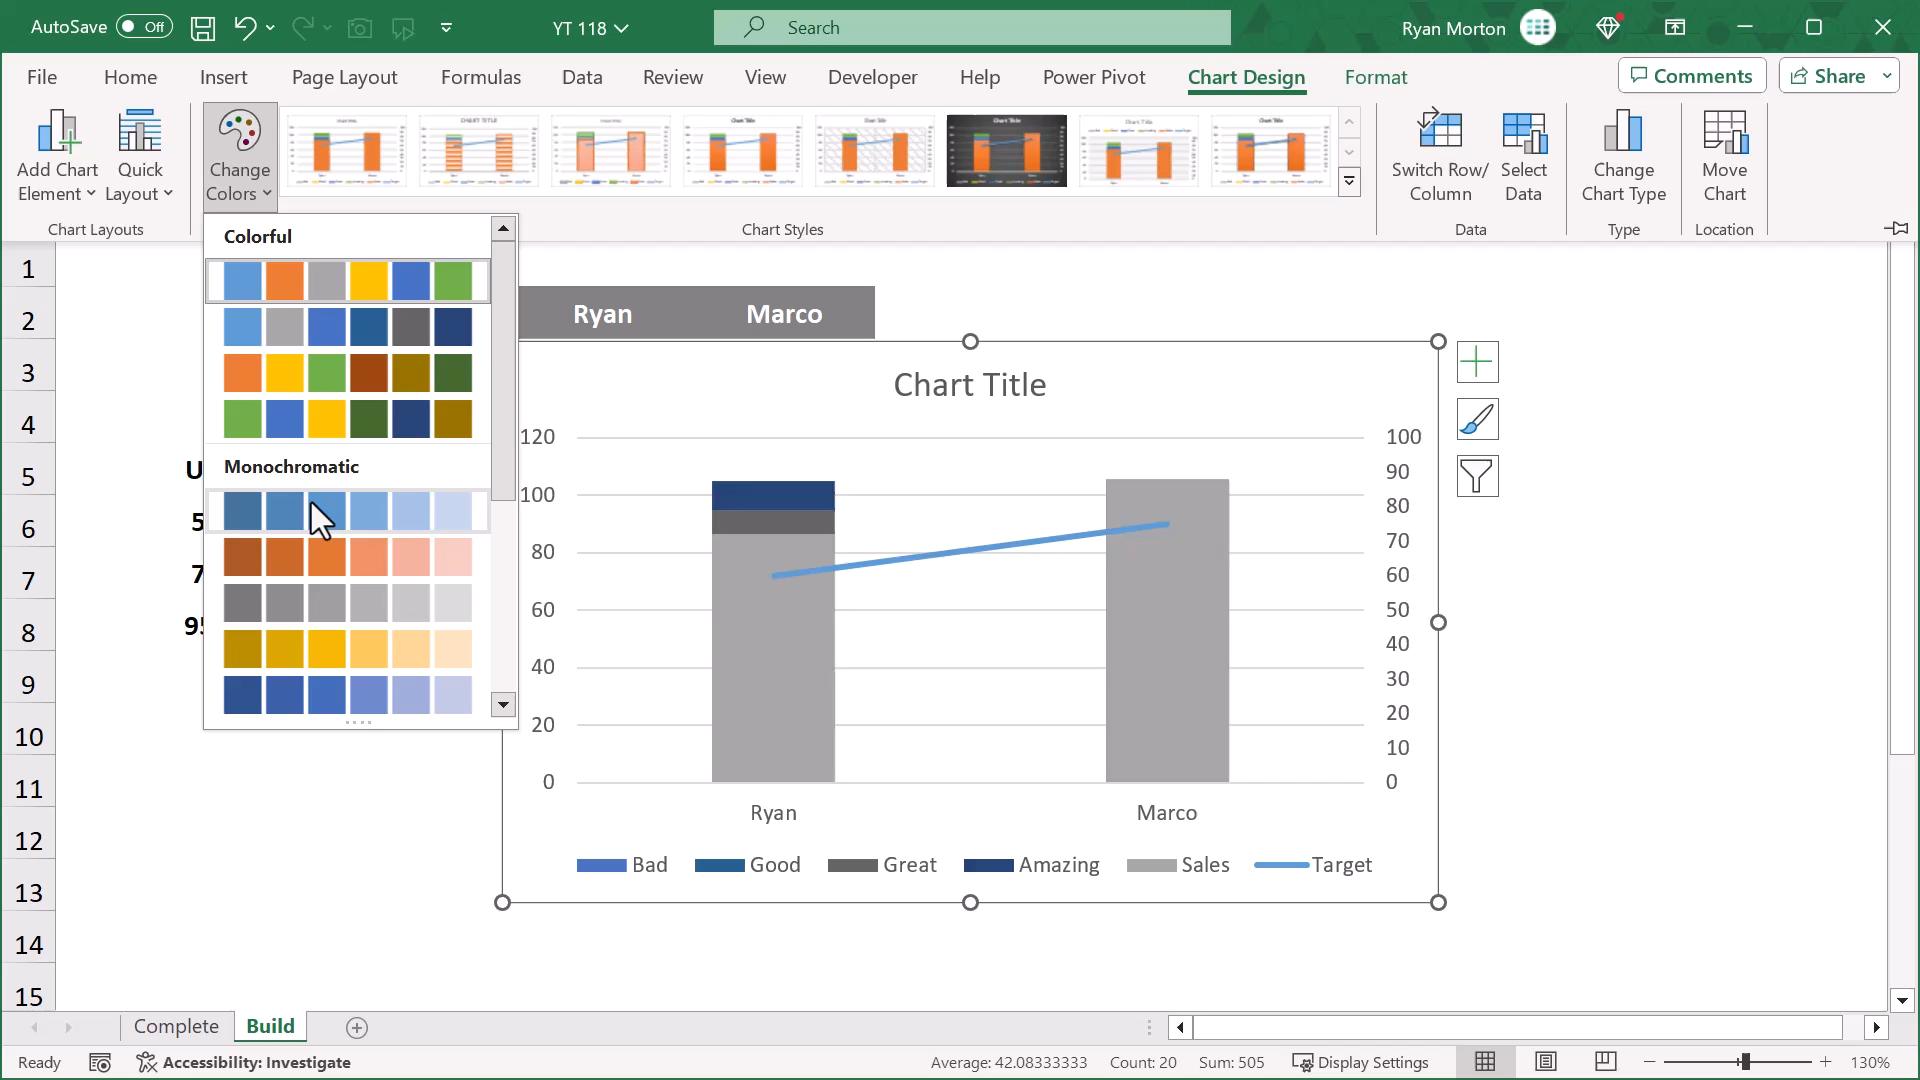 AutoSave Off YT 118 Search Ryan Morton
File Home Insert Page Layout Formulas Data Review View Developer Help Power Pivot Chart Design Format Comments Share
Add Chart Element
Quick Layout
Chart Layouts
Change Colors
Chart Styles
Switch Row/ Column
Select Data
Data
Change Chart Type
Type
Move Chart
Location
Colorful
Monochromatic
1
2
3
4
5
6
7
8
9
10
11
12
13
14
15
Ryan Marco
U
5
7
95
Chart Title
120
100
80
60
40
20
0
100
90
80
70
60
50
40
30
20
10
0
Ryan Marco
Bad Good Great Amazing Sales Target
Complete Build
Ready Accessibility: Investigate Average: 42.08333333 Count: 20 Sum: 505 Display Settings 130%